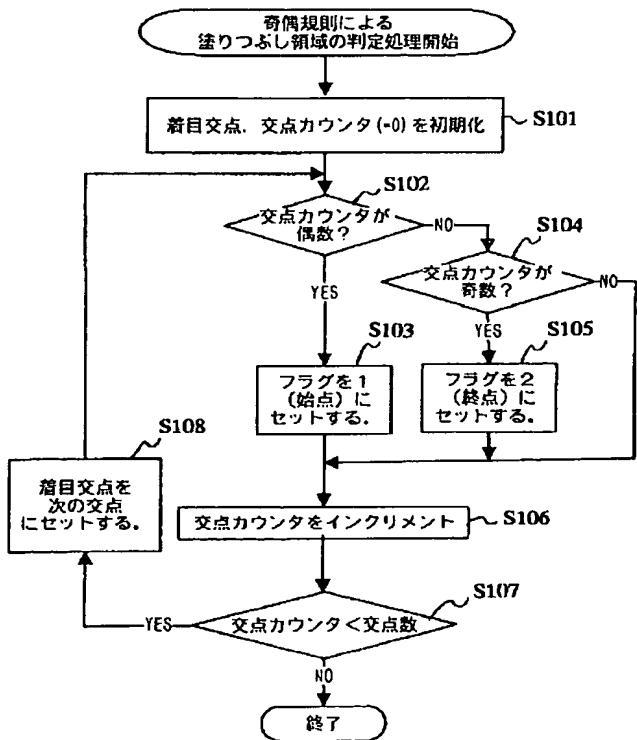 奇偶規則による
塗りつぶし領域の判定処理開始
着目交点、交点カウンタ(=0)を初期化
S101
S102
交点カウンタが
偶数？
NO
S104
交点カウンタが
奇数？
NO
YES
YES
S103
S105
フラグを1
（始点）に
セットする．
フラグを2
（終点）に
セットする。
S108
着目交点を
次の交点
にセットする。
交点カウンタをインクリメント
S106
S107
YES
交点カウンタ＜交点数
NO
終了